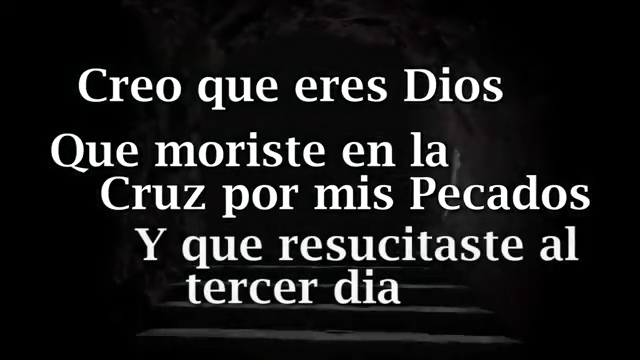 Creo que eres Dios
Que moriste en la
Cruz por mis Pecados
Y que resucitaste al
tercer dia